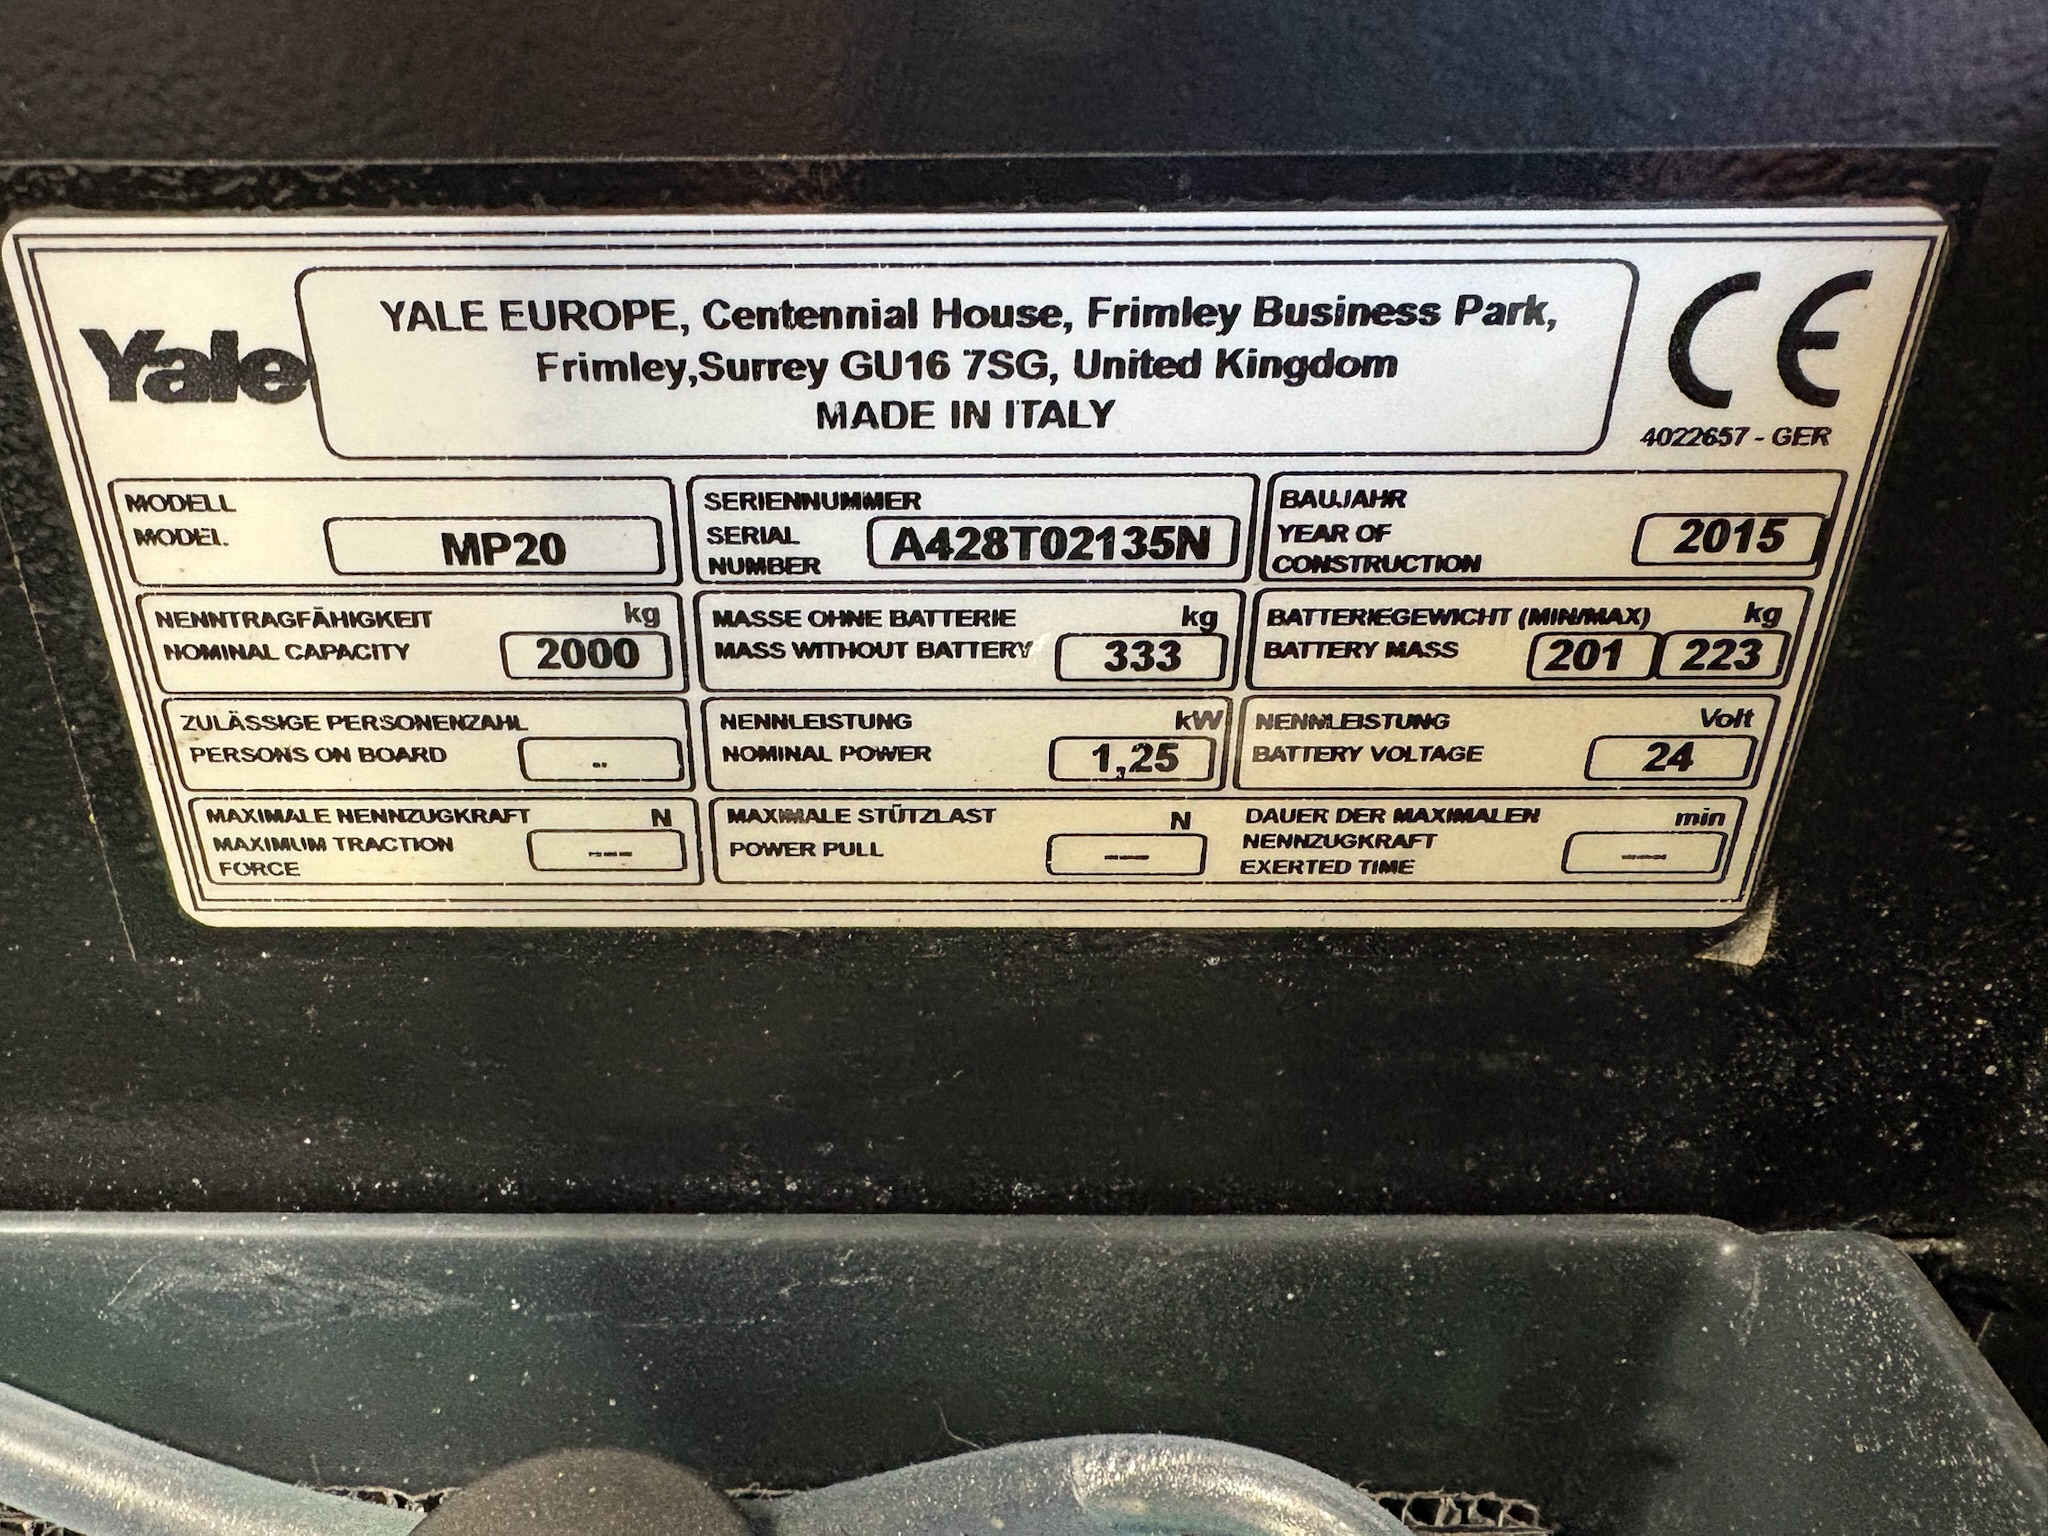 Yale
YALE EUROPE, Centennial House, Frimley Business Park,
Frimley,Surrey GU16 7SG, United Kingdom
MADE IN ITALY
CE
4022657 - GER
MODELL
MODEL
MP20
SERIENNUMMER
SERIAL
NUMBER
A428T02135N
BAUJAHR
YEAR OF
CONSTRUCTION
2015
NENNTRAGFÄHIGKEIT kg
NOMINAL CAPACITY 2000
MASSE OHNE BATTERIE kg
MASS WITHOUT BATTERY 333
BATTERIEGEWICHT (MIN/MAX) kg
BATTERY MASS 201 223
ZULÄSSIGE PERSONENZAHL
PERSONS ON BOARD -
NENNLEISTUNG kW
NOMINAL POWER 1,25
NENNLEISTUNG Volt
BATTERY VOLTAGE 24
MAXIMALE NENNZUGKRAFT N
MAXIMUM TRACTION ---
FORCE
MAXIMALE STÜTZLAST N
POWER PULL ---
DAUER DER MAXIMALEN min
NENNZUGKRAFT ---
EXERTED TIME